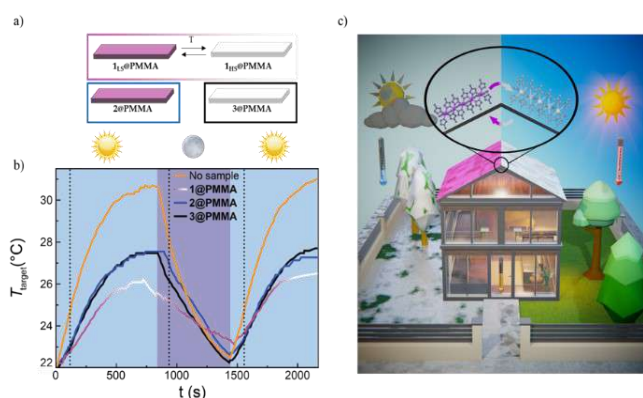 a)
T
1LS@PMMA
1HS@PMMA
2@PMMA
3@PMMA
b)
No sample
1@PMMA
2@PMMA
3@PMMA
Ttarget(°C)
30
28
26
24
22
0
500
1000
1500
2000
t (s)
c)